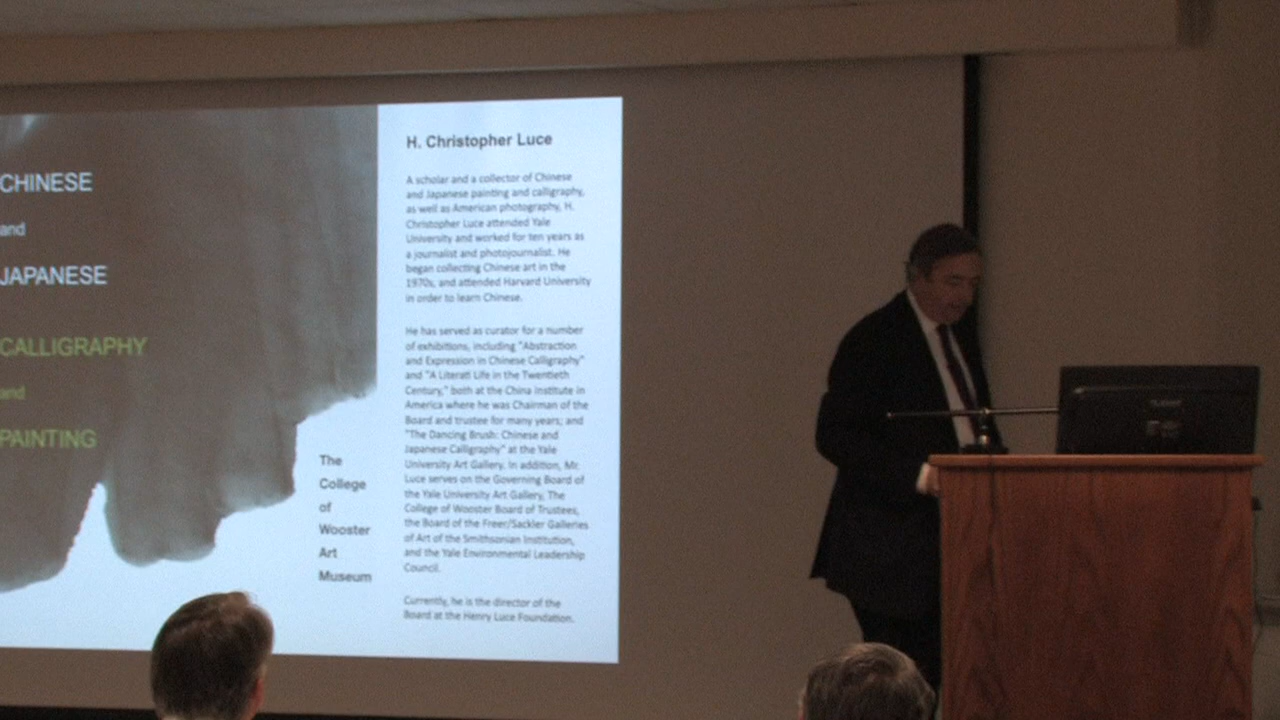 CHINESE
and
JAPANESE
CALLIGRAPHY
and
PAINTING
The
College
of
Wooster
Art
Museum
H. Christopher Luce
A scholar and a collector of Chinese
and Japanese painting and calligraphy,
as well as American photography, H.
Christopher Luce attended Yale
University and worked for ten years as
a journalist and photojournalist. He
began collecting Chinese art in the
1970s, and attended Harvard University
in order to learn Chinese.
He has served as curator for a number
of exhibitions, including "Abstraction
and Expression in Chinese Calligraphy"
and "A Literati Life in the Twentieth
Century," both at the China Institute in
America where he was Chairman of the
Board and trustee for many years; and
"The Dancing Brush: Chinese and
Japanese Calligraphy" at the Yale
University Art Gallery. In addition, Mr.
Luce serves on the Governing Board of
the Yale University Art Gallery, The
College of Wooster Board of Trustees,
the Board of the Freer/Sackler Galleries
of Art of the Smithsonian Institution,
and the Yale Environmental Leadership
Council.
Currently, he is the director of the
Board at the Henry Luce Foundation.